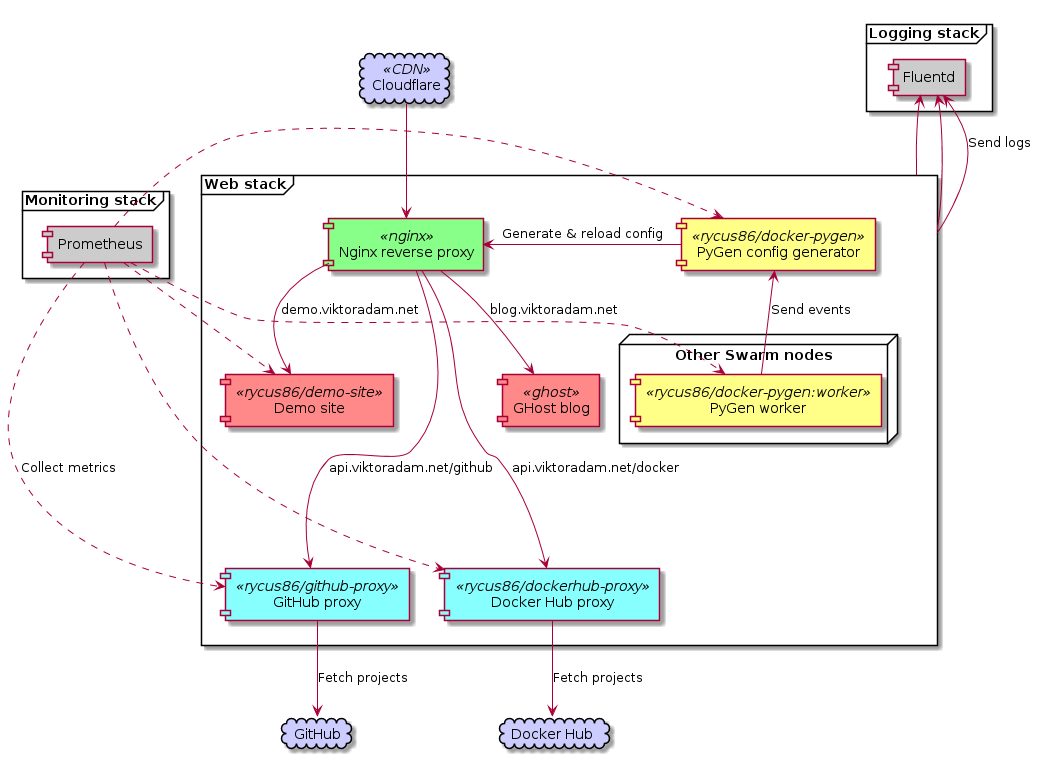 Logging stack
Fluentd
«CDN»
Cloudflare
Send logs
Web stack
Monitoring stack
Prometheus
«nginx»
Nginx reverse proxy
Generate & reload config
«rycus86/docker-pygen»
PyGen config generator
demo.viktoradam.net
blog.viktoradam.net
Send events
Other Swarm nodes
«rycus86/demo-site»
Demo site
«ghost»
GHost blog
«rycus86/docker-pygen:worker»
PyGen worker
Collect metrics
api.viktoradam.net/github
api.viktoradam.net/docker
«rycus86/github-proxy»
GitHub proxy
«rycus86/dockerhub-proxy»
Docker Hub proxy
Fetch projects
Fetch projects
GitHub
Docker Hub